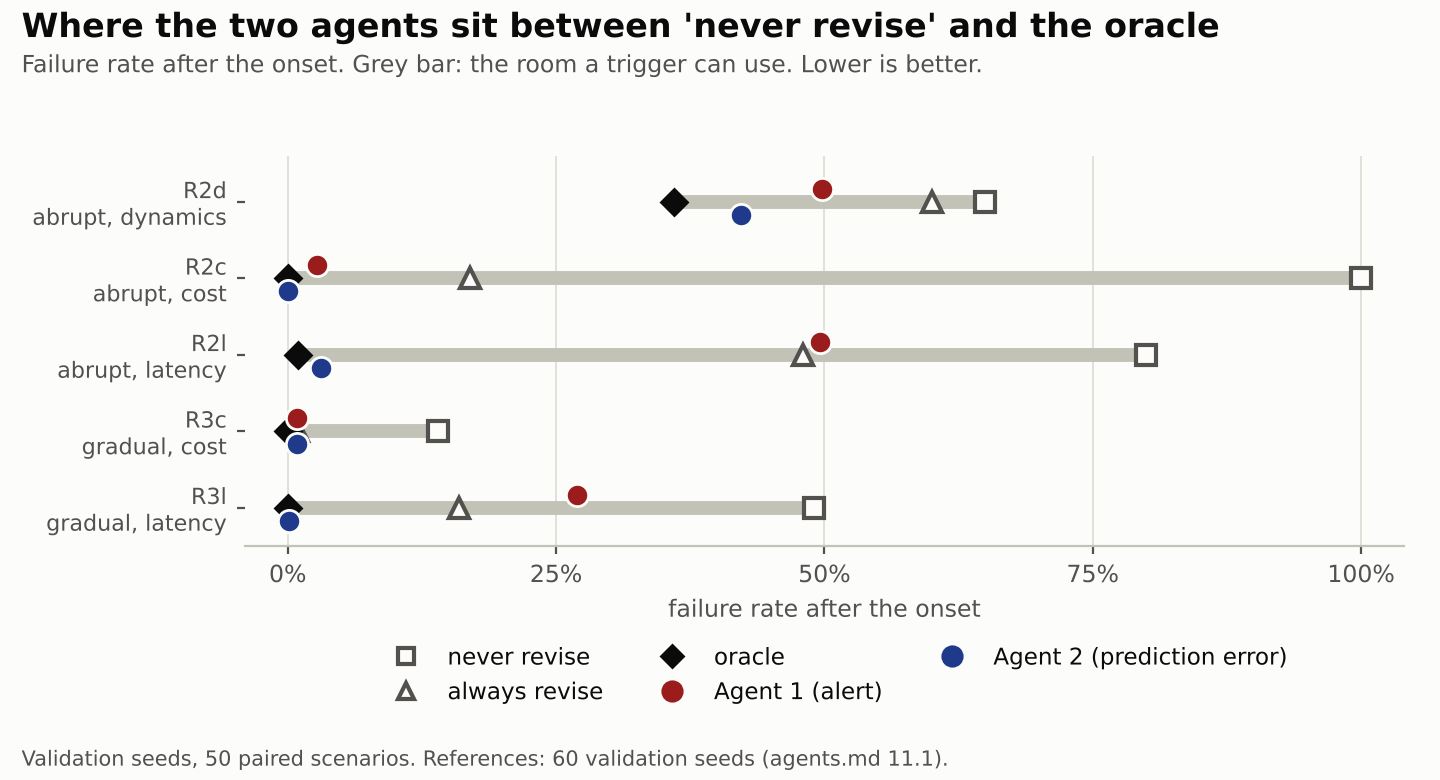 Where the two agents sit between 'never revise' and the oracle
Failure rate after the onset. Grey bar: the room a trigger can use. Lower is better.
R2d
abrupt, dynamics
R2c
abrupt, cost
R2l
abrupt, latency
R3c
gradual, cost
R3l
gradual, latency
0% 25% 50% 75% 100%
failure rate after the onset
never revise oracle Agent 2 (prediction error)
always revise Agent 1 (alert)
Validation seeds, 50 paired scenarios. References: 60 validation seeds (agents.md 11.1).